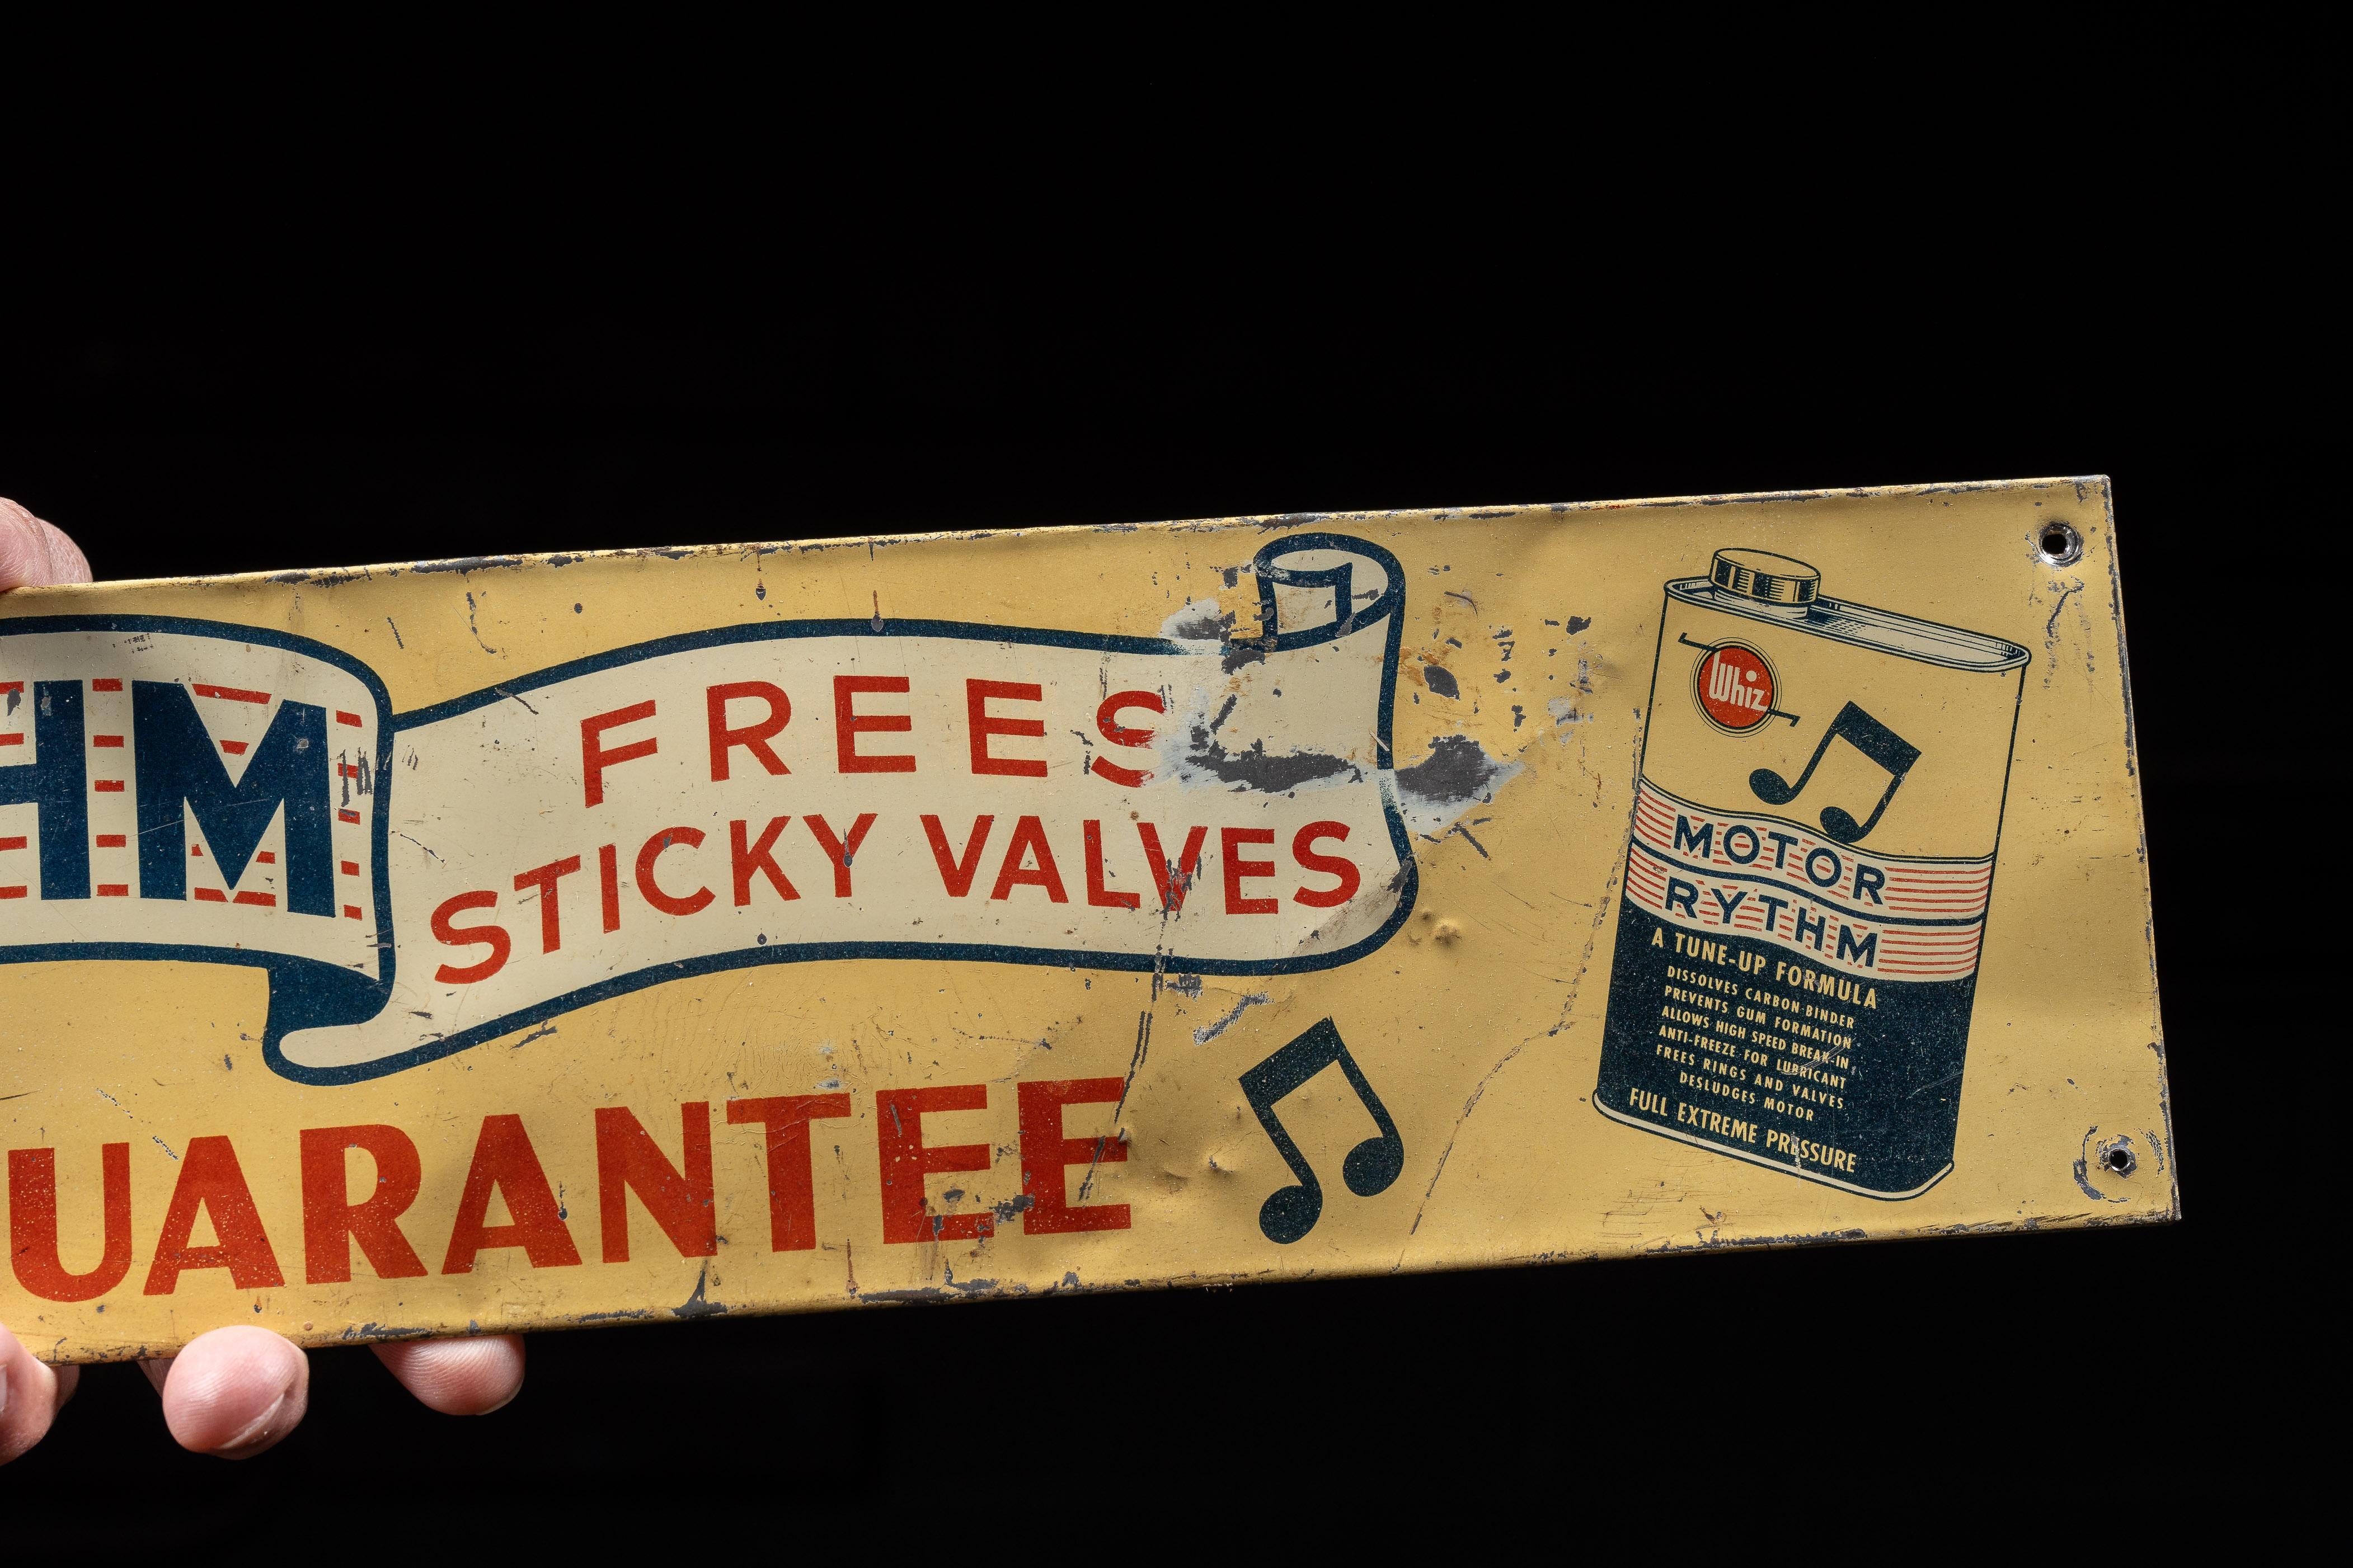 HM
FREES
STICKY VALVES
UARANTEE
Whiz
MOTOR
RYTHM
A TUNE-UP FORMULA
DISSOLVES CARBON-BINDER
PREVENTS GUM FORMATION
ALLOWS HIGH SPEED BREAK-IN
ANTI-FREEZE FOR LUBRICANT
FREES RINGS AND VALVES
DESLUDGES MOTOR
FULL EXTREME PRESSURE